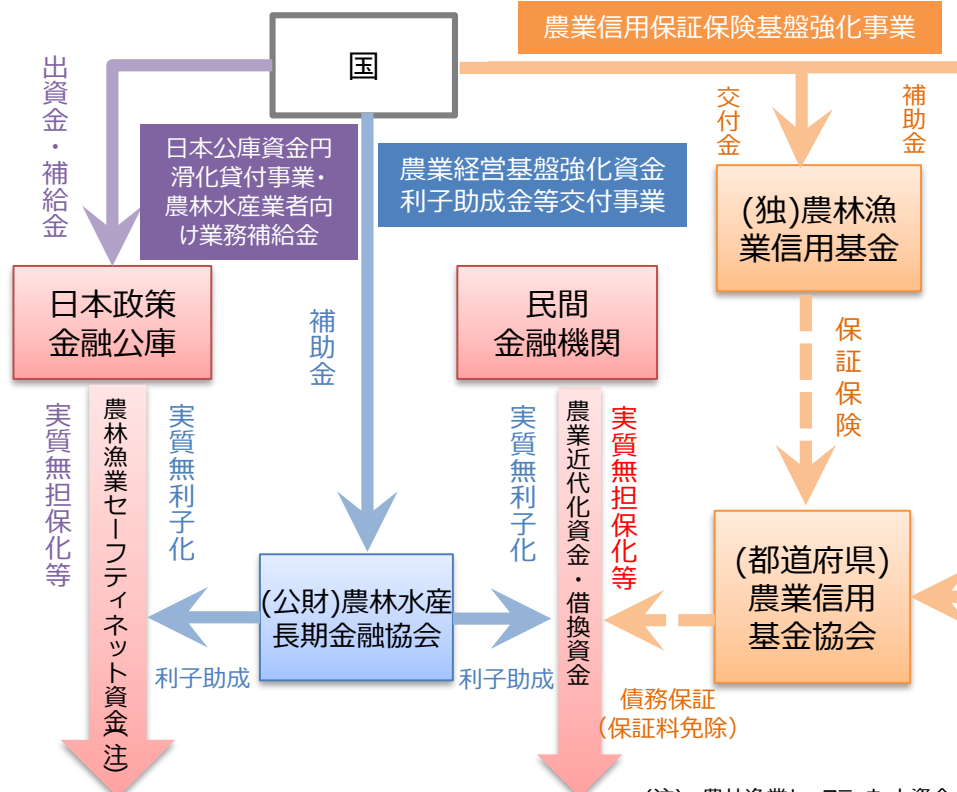 農業信用保証保険基盤強化事業
国
出資金・補給金
日本公庫資金円
滑化貸付事業・
農林水産業者向
け業務補給金
農業経営基盤強化資金
利子助成金等交付事業
交付金
補助金
(独)農林漁
業信用基金
日本政策
金融公庫
補助金
民間
金融機関
保証保険
実質無担保化等
農林漁業セーフティネット資金(注)
実質無利子化
実質無利子化
農業近代化資金・借換資金
実質無担保化等
(公財)農林水産
長期金融協会
(都道府県)
農業信用
基金協会
利子助成
利子助成
債務保証
(保証料免除)